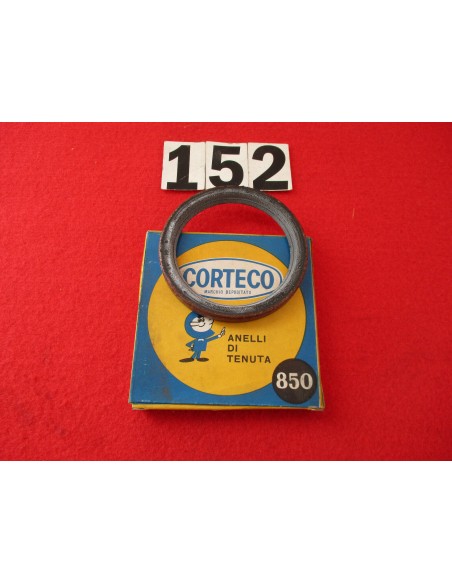 152
CORTECO
MARCHIO DEPOSITATO
ANELLI
DI
TENUTA
850